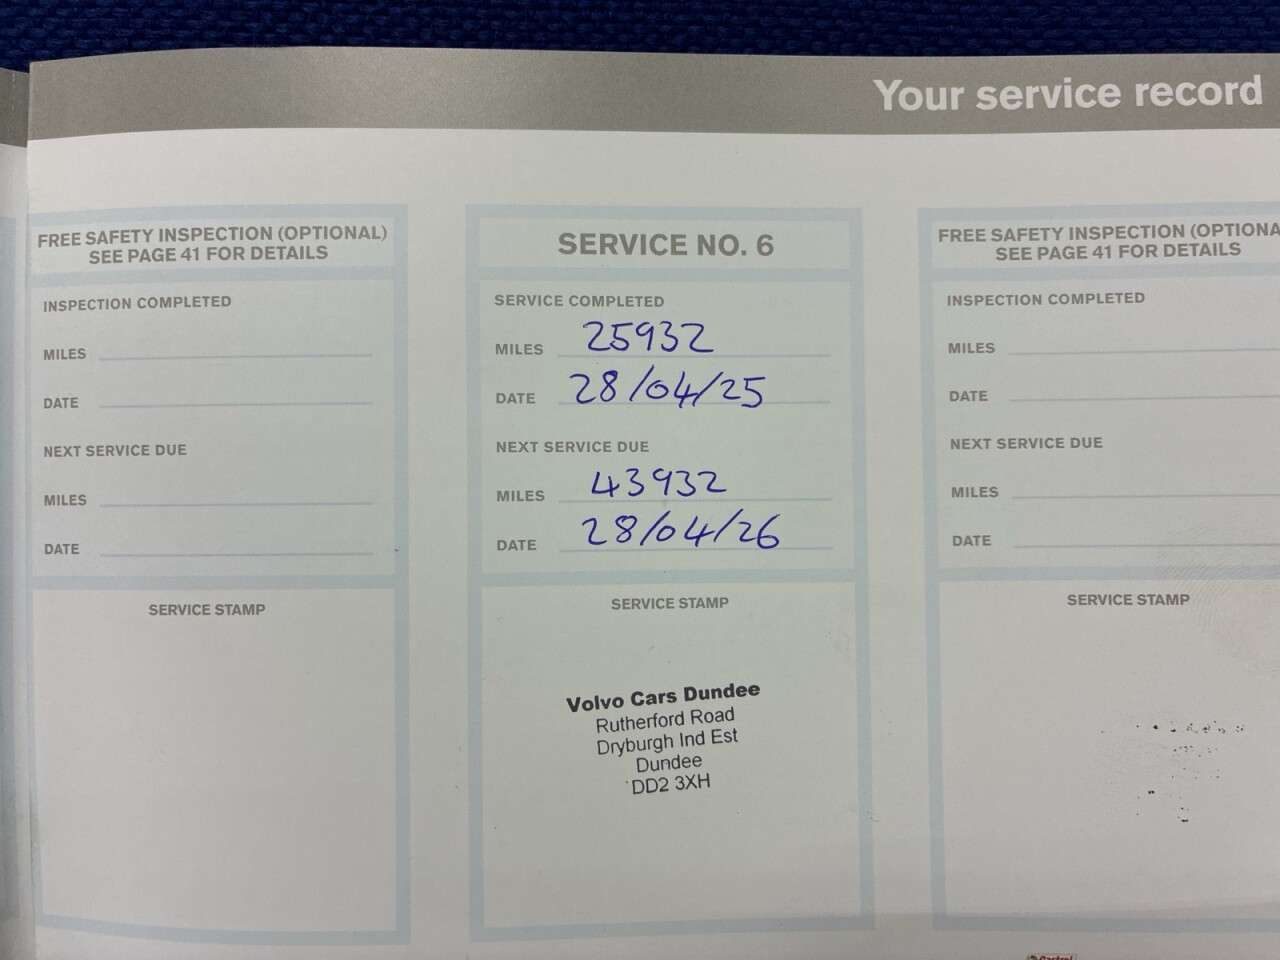 Your service record
FREE SAFETY INSPECTION (OPTIONAL)
SEE PAGE 41 FOR DETAILS
INSPECTION COMPLETED
MILES
DATE
NEXT SERVICE DUE
MILES
DATE
SERVICE STAMP
SERVICE NO. 6
SERVICE COMPLETED
MILES 25932
DATE 28/04/25
NEXT SERVICE DUE
MILES 43932
DATE 28/04/26
SERVICE STAMP
Volvo Cars Dundee
Rutherford Road
Dryburgh Ind Est
Dundee
DD2 3XH
FREE SAFETY INSPECTION (OPTIONA
SEE PAGE 41 FOR DETAILS
INSPECTION COMPLETED
MILES
DATE
NEXT SERVICE DUE
MILES
DATE
SERVICE STAMP